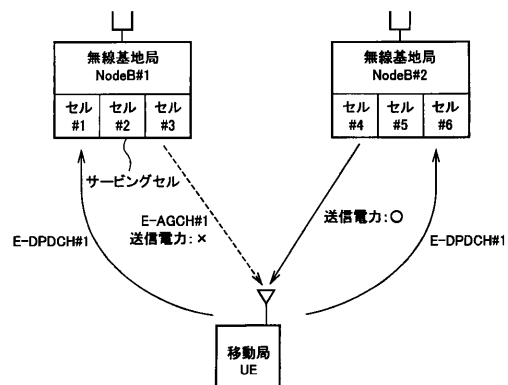 無線基地局
NodeB#1
セル
#1
セル
#2
セル
#3
サービングセル
無線基地局
NodeB#2
セル
#4
セル
#5
セル
#6
E-DPDCH#1
E-AGCH#1
送信電力:×
送信電力:○
E-DPDCH#1
移動局
UE